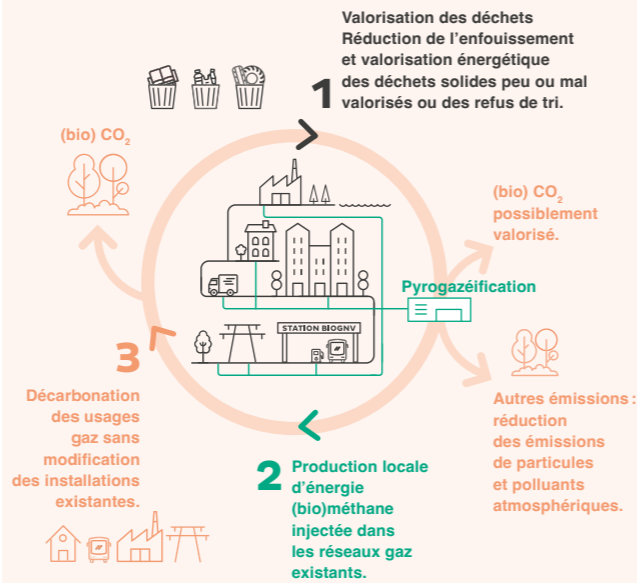 Valorisation des déchets
Réduction de l’enfouissement
et valorisation énergétique
des déchets solides peu ou mal
valorisés ou des refus de tri.
1
(bio) CO₂
(bio) CO₂
possiblement
valorisé.
Pyrogazéification
STATION BIOGNV
3
Décarbonation
des usages
gaz sans
modification
des installations
existantes.
Autres émissions :
réduction
des émissions
de particules
et polluants
atmosphériques.
2
Production locale
d’énergie
(bio)méthane
injectée dans
les réseaux gaz
existants.